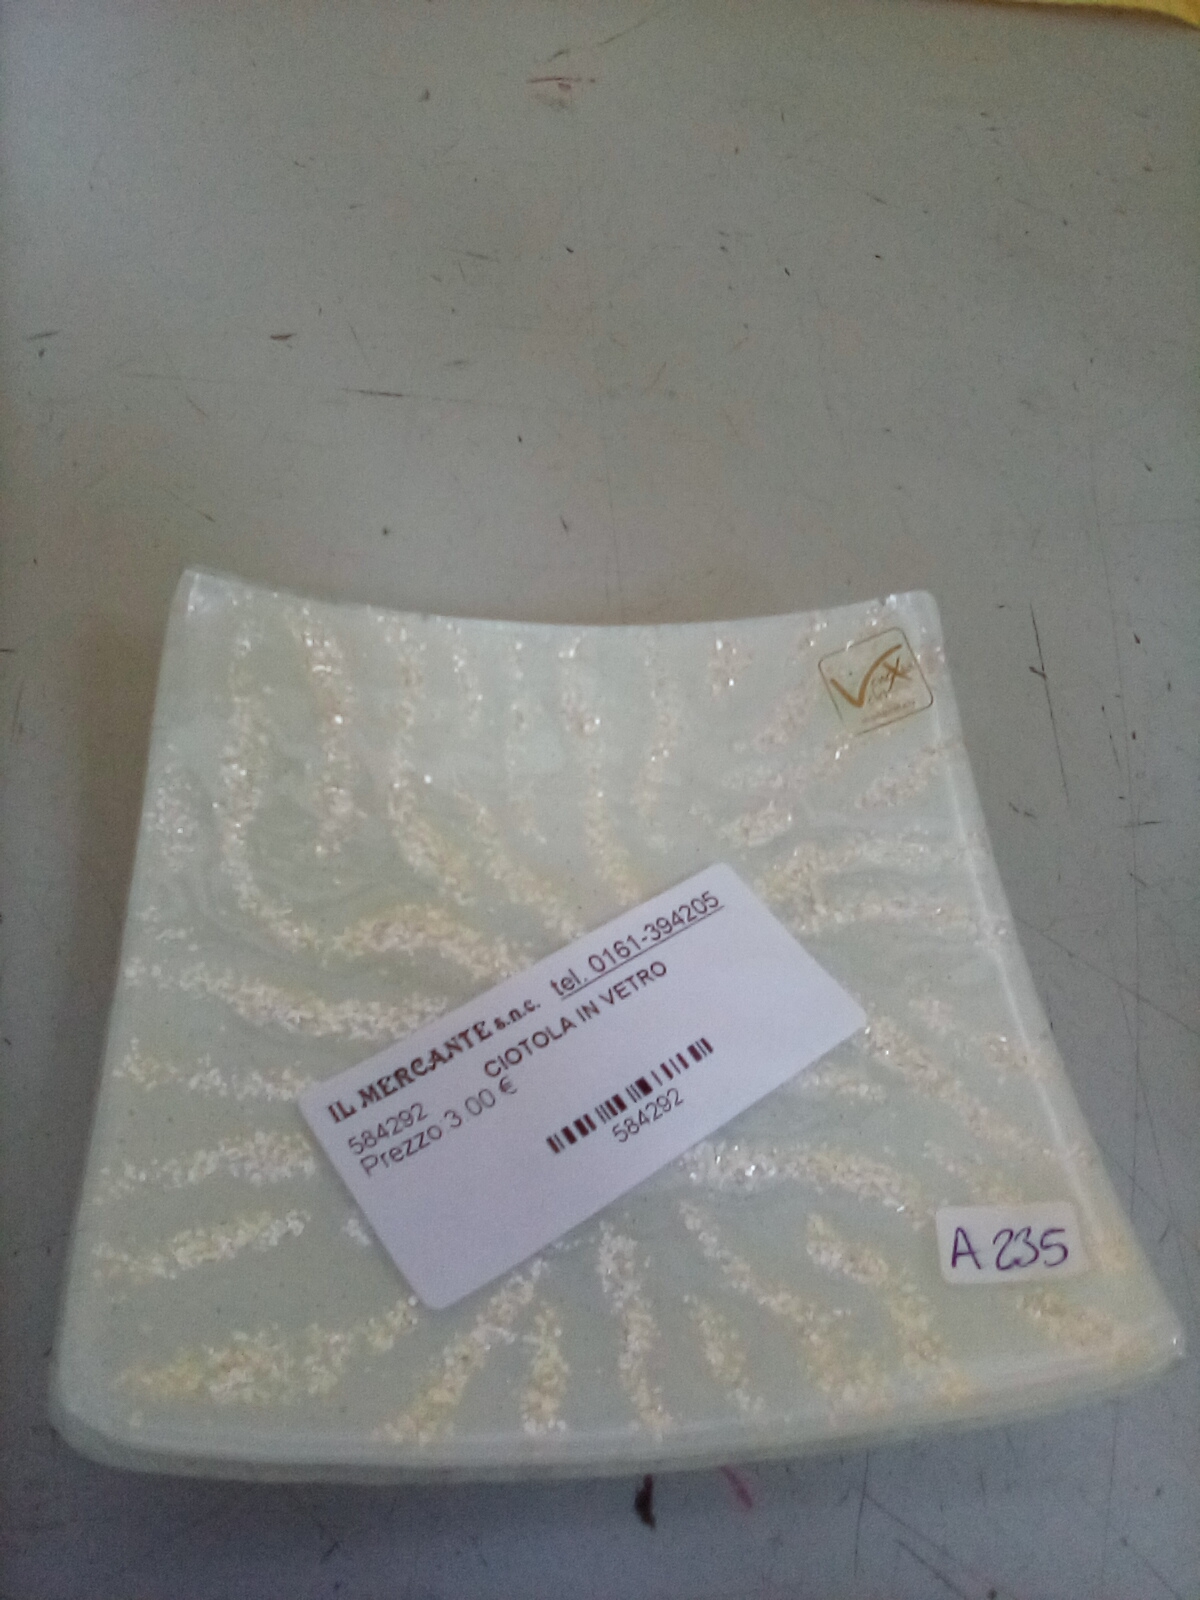 IL MERCANTE s.n.c. tel. 0161-394205
584292 CIOTOLA IN VETRO
Prezzo 3.00 €
584292
A 235